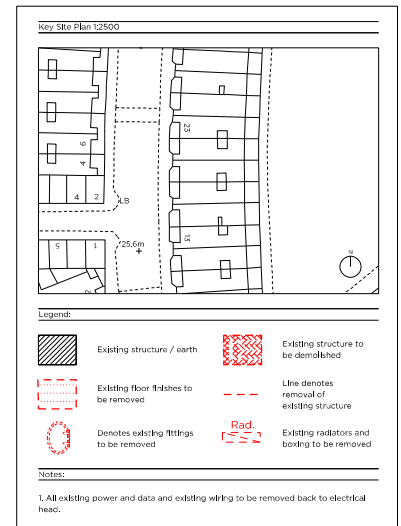 Key Site Plan 1:2500
23
6
4
4
2
LB
5
1
25.6m
13
N
Legend:
Existing structure / earth
Existing structure to
be demolished
Existing floor finishes to
be removed
Line denotes
removal of
existing structure
Denotes existing fittings
to be removed
Rad.
Existing radiators and
boxing to be removed
Notes:
1. All existing power and data and existing wiring to be removed back to electrical
head.